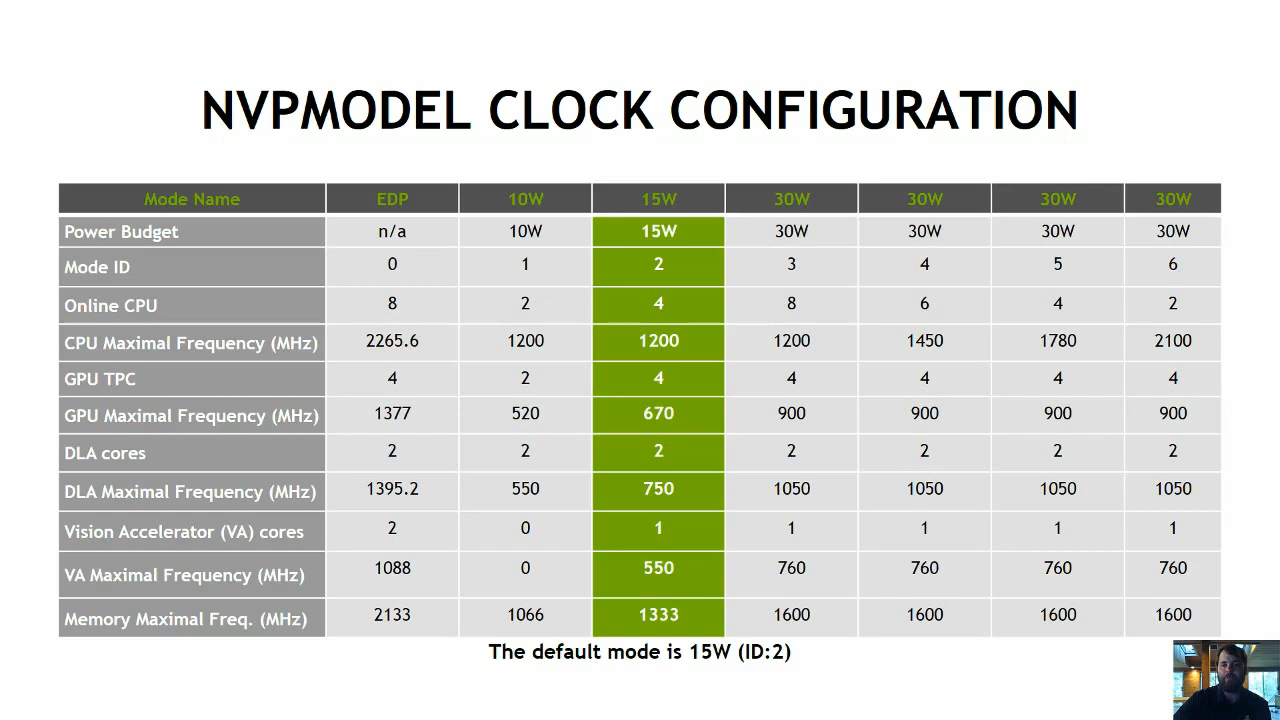 NVPMODEL CLOCK CONFIGURATION
Mode Name EDP 10W 15W 30W 30W 30W 30W
Power Budget n/a 10W 15W 30W 30W 30W 30W
Mode ID 0 1 2 3 4 5 6
Online CPU 8 2 4 8 6 4 2
CPU Maximal Frequency (MHz) 2265.6 1200 1200 1200 1450 1780 2100
GPU TPC 4 2 4 4 4 4 4
GPU Maximal Frequency (MHz) 1377 520 670 900 900 900 900
DLA cores 2 2 2 2 2 2 2
DLA Maximal Frequency (MHz) 1395.2 550 750 1050 1050 1050 1050
Vision Accelerator (VA) cores 2 0 1 1 1 1 1
VA Maximal Frequency (MHz) 1088 0 550 760 760 760 760
Memory Maximal Freq. (MHz) 2133 1066 1333 1600 1600 1600 1600
The default mode is 15W (ID:2)